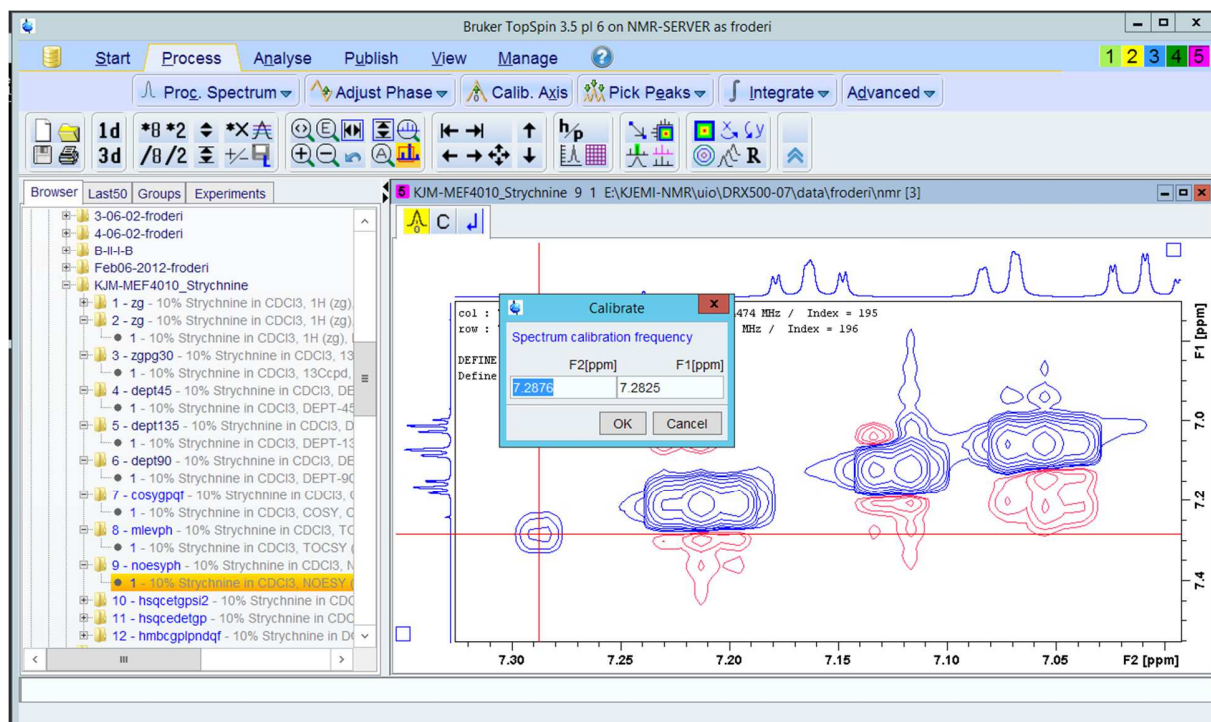 Bruker TopSpin 3.5 pl 6 on NMR-SERVER as froderi
Start Process Analyse Publish View Manage ? 1 2 3 4 5
Proc. Spectrum Adjust Phase Calib. Axis Pick Peaks Integrate Advanced
1d *8 *2 *X E h/p x y
3d /8 /2 +/- A R
Browser Last50 Groups Experiments
3-06-02-froderi
4-06-02-froderi
B-II-I-B
Feb06-2012-froderi
KJM-MEF4010_Strychnine
1 - zg - 10% Strychnine in CDCl3, 1H (zg),
2 - zg - 10% Strychnine in CDCl3, 1H (zg),
1 - 10% Strychnine in CDCl3, 1H (zg),
3 - zgpg30 - 10% Strychnine in CDCl3, 13
1 - 10% Strychnine in CDCl3, 13Ccpd,
4 - dept45 - 10% Strychnine in CDCl3, DE
1 - 10% Strychnine in CDCl3, DEPT-45
5 - dept135 - 10% Strychnine in CDCl3, D
1 - 10% Strychnine in CDCl3, DEPT-13
6 - dept90 - 10% Strychnine in CDCl3, DE
1 - 10% Strychnine in CDCl3, DEPT-90
7 - cosygpqf - 10% Strychnine in CDCl3,
1 - 10% Strychnine in CDCl3, COSY, C
8 - mlevph - 10% Strychnine in CDCl3, TO
1 - 10% Strychnine in CDCl3, TOCSY (
9 - noesyph - 10% Strychnine in CDCl3, N
1 - 10% Strychnine in CDCl3, NOESY (
10 - hsqcetgpsi2 - 10% Strychnine in CDC
11 - hsqcedetgp - 10% Strychnine in CDC
12 - hmbcgplpndqf - 10% Strychnine in D
5 KJM-MEF4010_Strychnine 9 1 E:\KJEMI-NMR\uio\DRX500-07\data\froderi\nmr [3]
C
col :
474 MHz / Index = 195
row :
MHz / Index = 196
DEFINE
Define
Calibrate
Spectrum calibration frequency
F2[ppm] F1[ppm]
7.2876 7.2825
OK Cancel
F1 [ppm]
7.0
7.2
7.4
7.30 7.25 7.20 7.15 7.10 7.05 F2 [ppm]